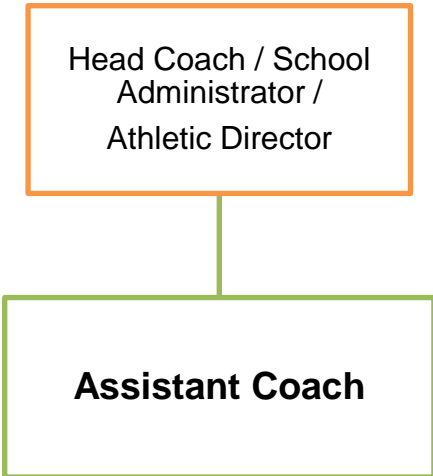 Head Coach / School
Administrator /
Athletic Director
Assistant Coach